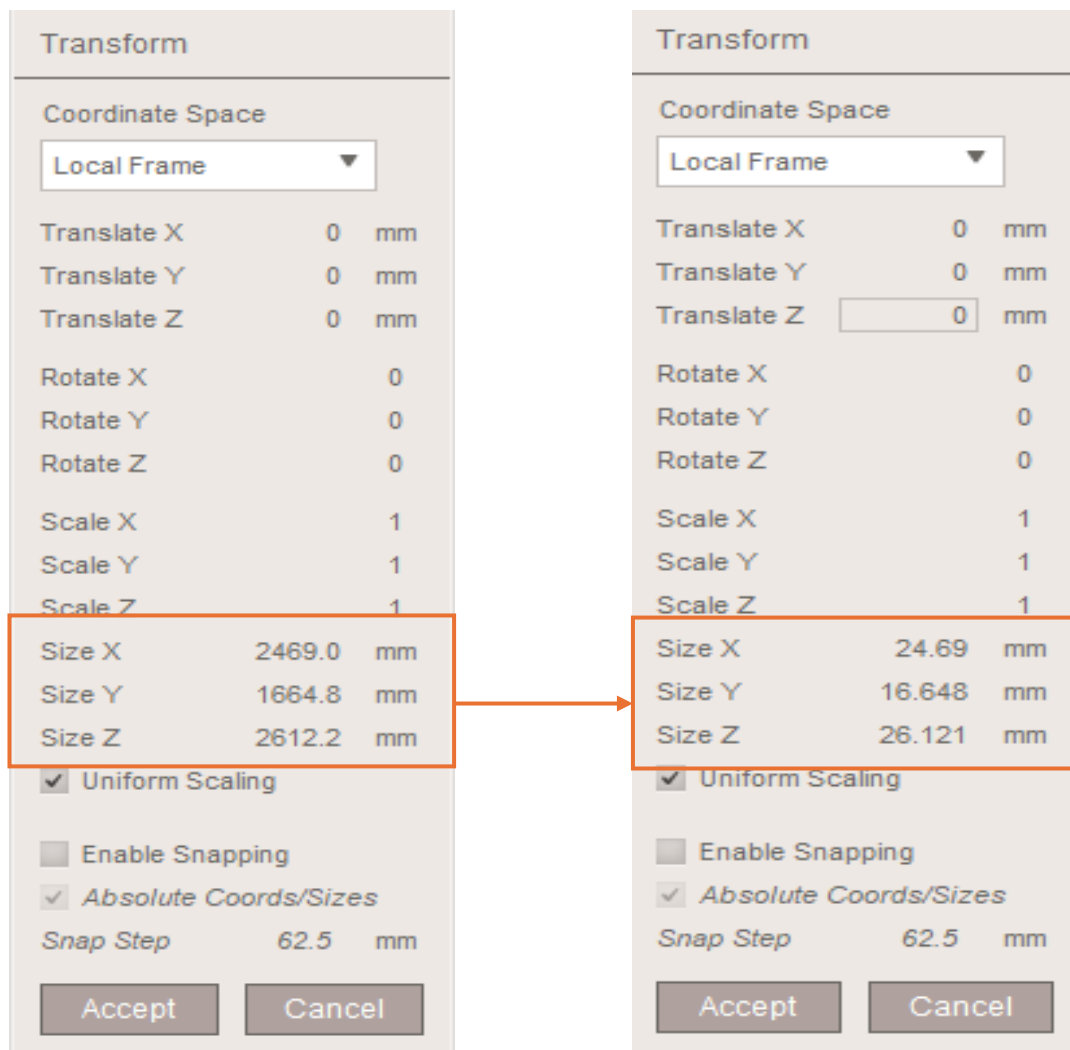 Transform
Coordinate Space
Local Frame
Translate X 0 mm
Translate Y 0 mm
Translate Z 0 mm
Rotate X 0
Rotate Y 0
Rotate Z 0
Scale X 1
Scale Y 1
Scale Z 1
Size X 2469.0 mm
Size Y 1664.8 mm
Size Z 2612.2 mm
Uniform Scaling
Enable Snapping
Absolute Coords/Sizes
Snap Step 62.5 mm
Accept Cancel
Transform
Coordinate Space
Local Frame
Translate X 0 mm
Translate Y 0 mm
Translate Z 0 mm
Rotate X 0
Rotate Y 0
Rotate Z 0
Scale X 1
Scale Y 1
Scale Z 1
Size X 24.69 mm
Size Y 16.648 mm
Size Z 26.121 mm
Uniform Scaling
Enable Snapping
Absolute Coords/Sizes
Snap Step 62.5 mm
Accept Cancel